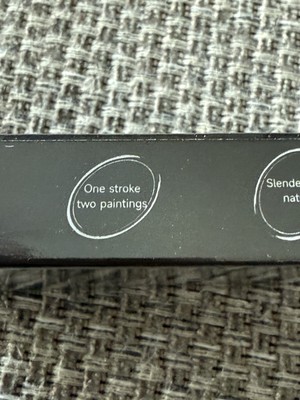 One stroke
two paintings
Slende
nat